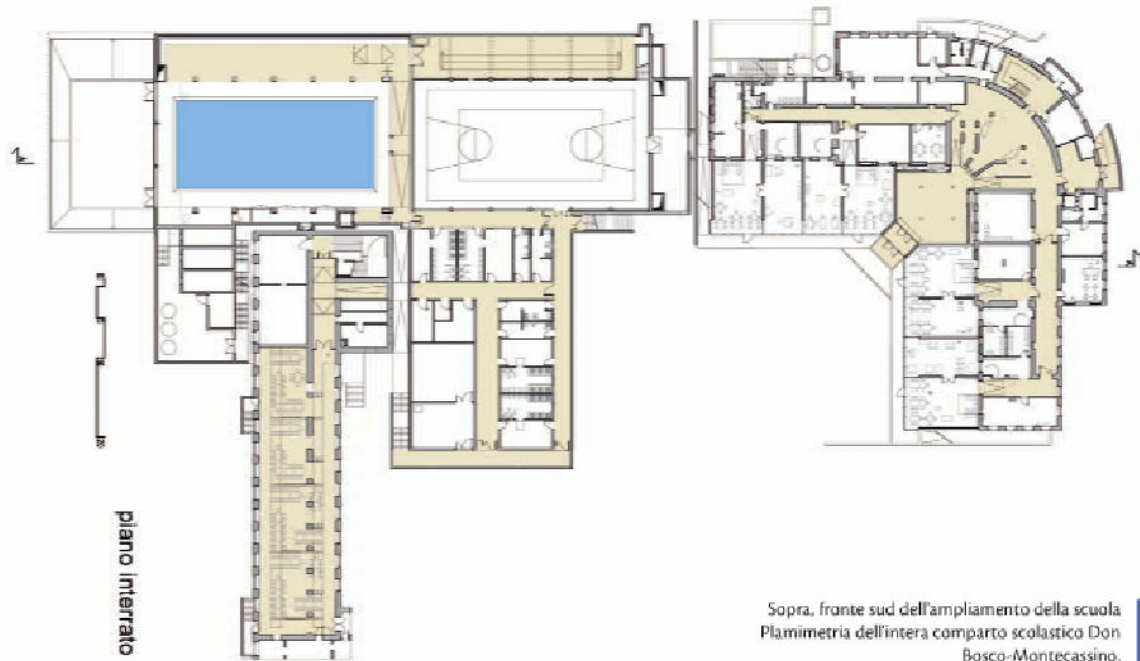 piano interrato
Sopra, fronte sud dell'ampliamento della scuola
Plamimetria dell'intera comparto scolastico Don
Bosco-Montecassino.